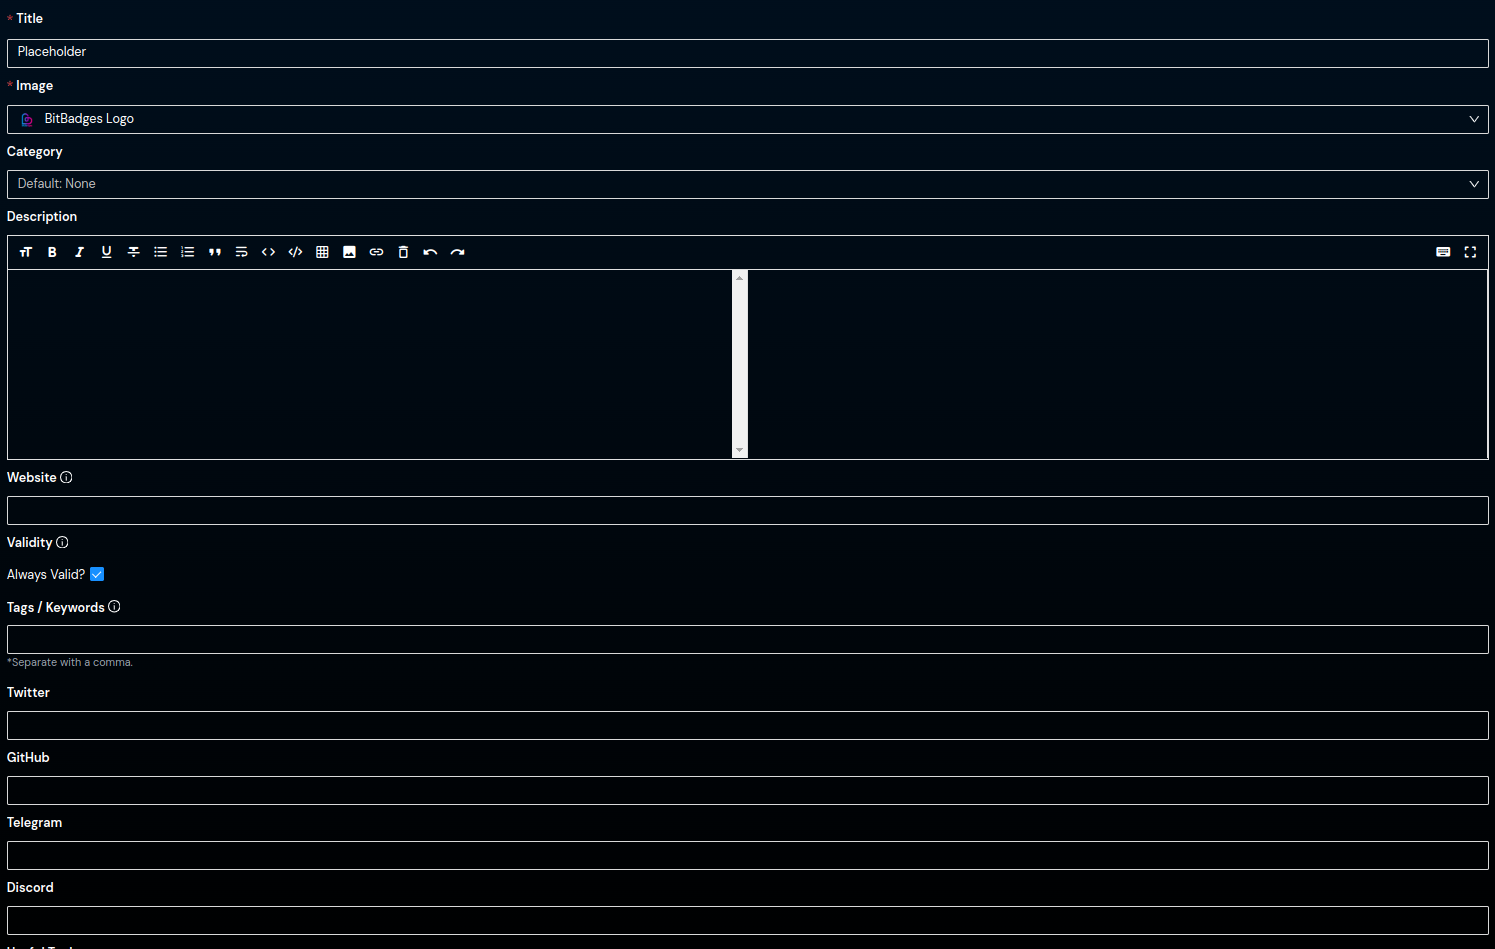 * Title
Placeholder
* Image
BitBadges Logo
Category
Default: None
Description
Website
Validity
Always Valid?
Tags / Keywords
*Separate with a comma.
Twitter
GitHub
Telegram
Discord